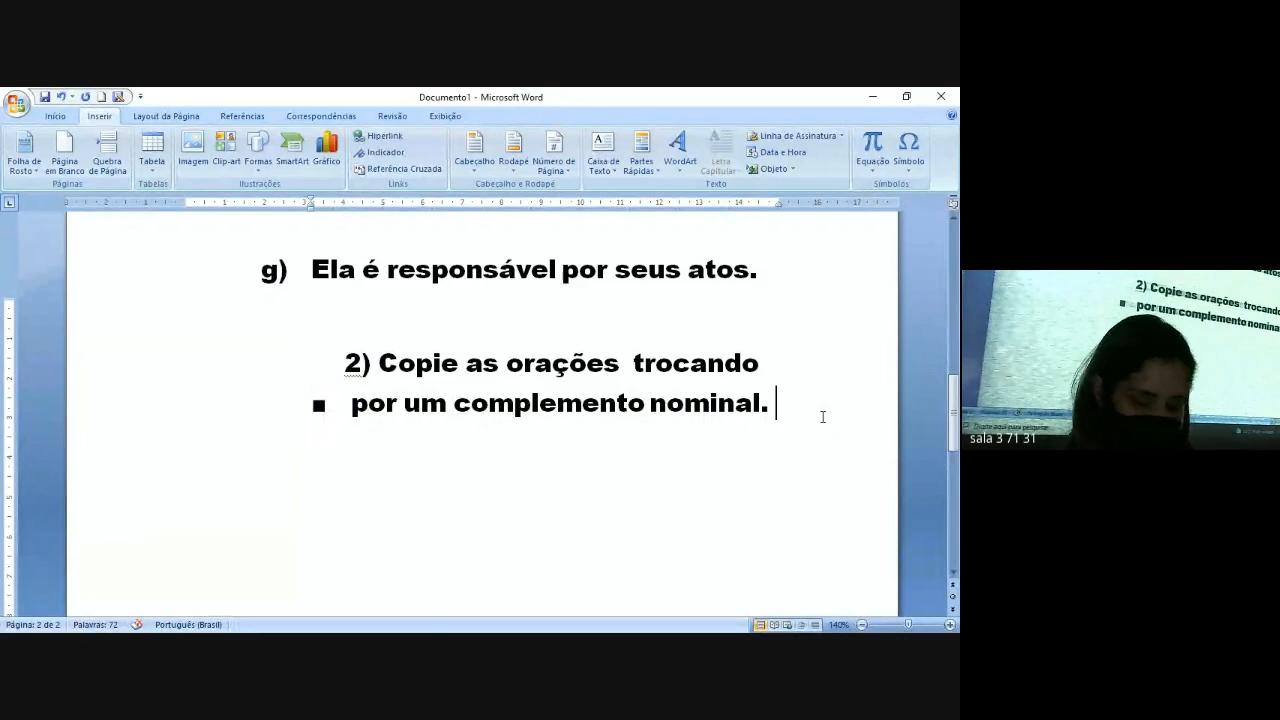 Documento1 - Microsoft Word
Início Inserir Layout da Página Referências Correspondências Revisão Exibição
Folha de Rosto Página em Branco Quebra de Página Tabela Imagem Clip-art Formas SmartArt Gráfico Hiperlink Indicador Referência Cruzada Cabeçalho Rodapé Número de Página Caixa de Texto Partes Rápidas WordArt Letra Capitular Linha de Assinatura Data e Hora Objeto Equação Símbolo
Páginas Tabelas Ilustrações Links Cabeçalho e Rodapé Texto Símbolos
g) Ela é responsável por seus atos.
2) Copie as orações trocando
■ por um complemento nominal.
Página: 2 de 2 Palavras: 72 Português (Brasil) 140%
2) Copie as orações trocando
■ por um complemento nomina
sala 3 71 31